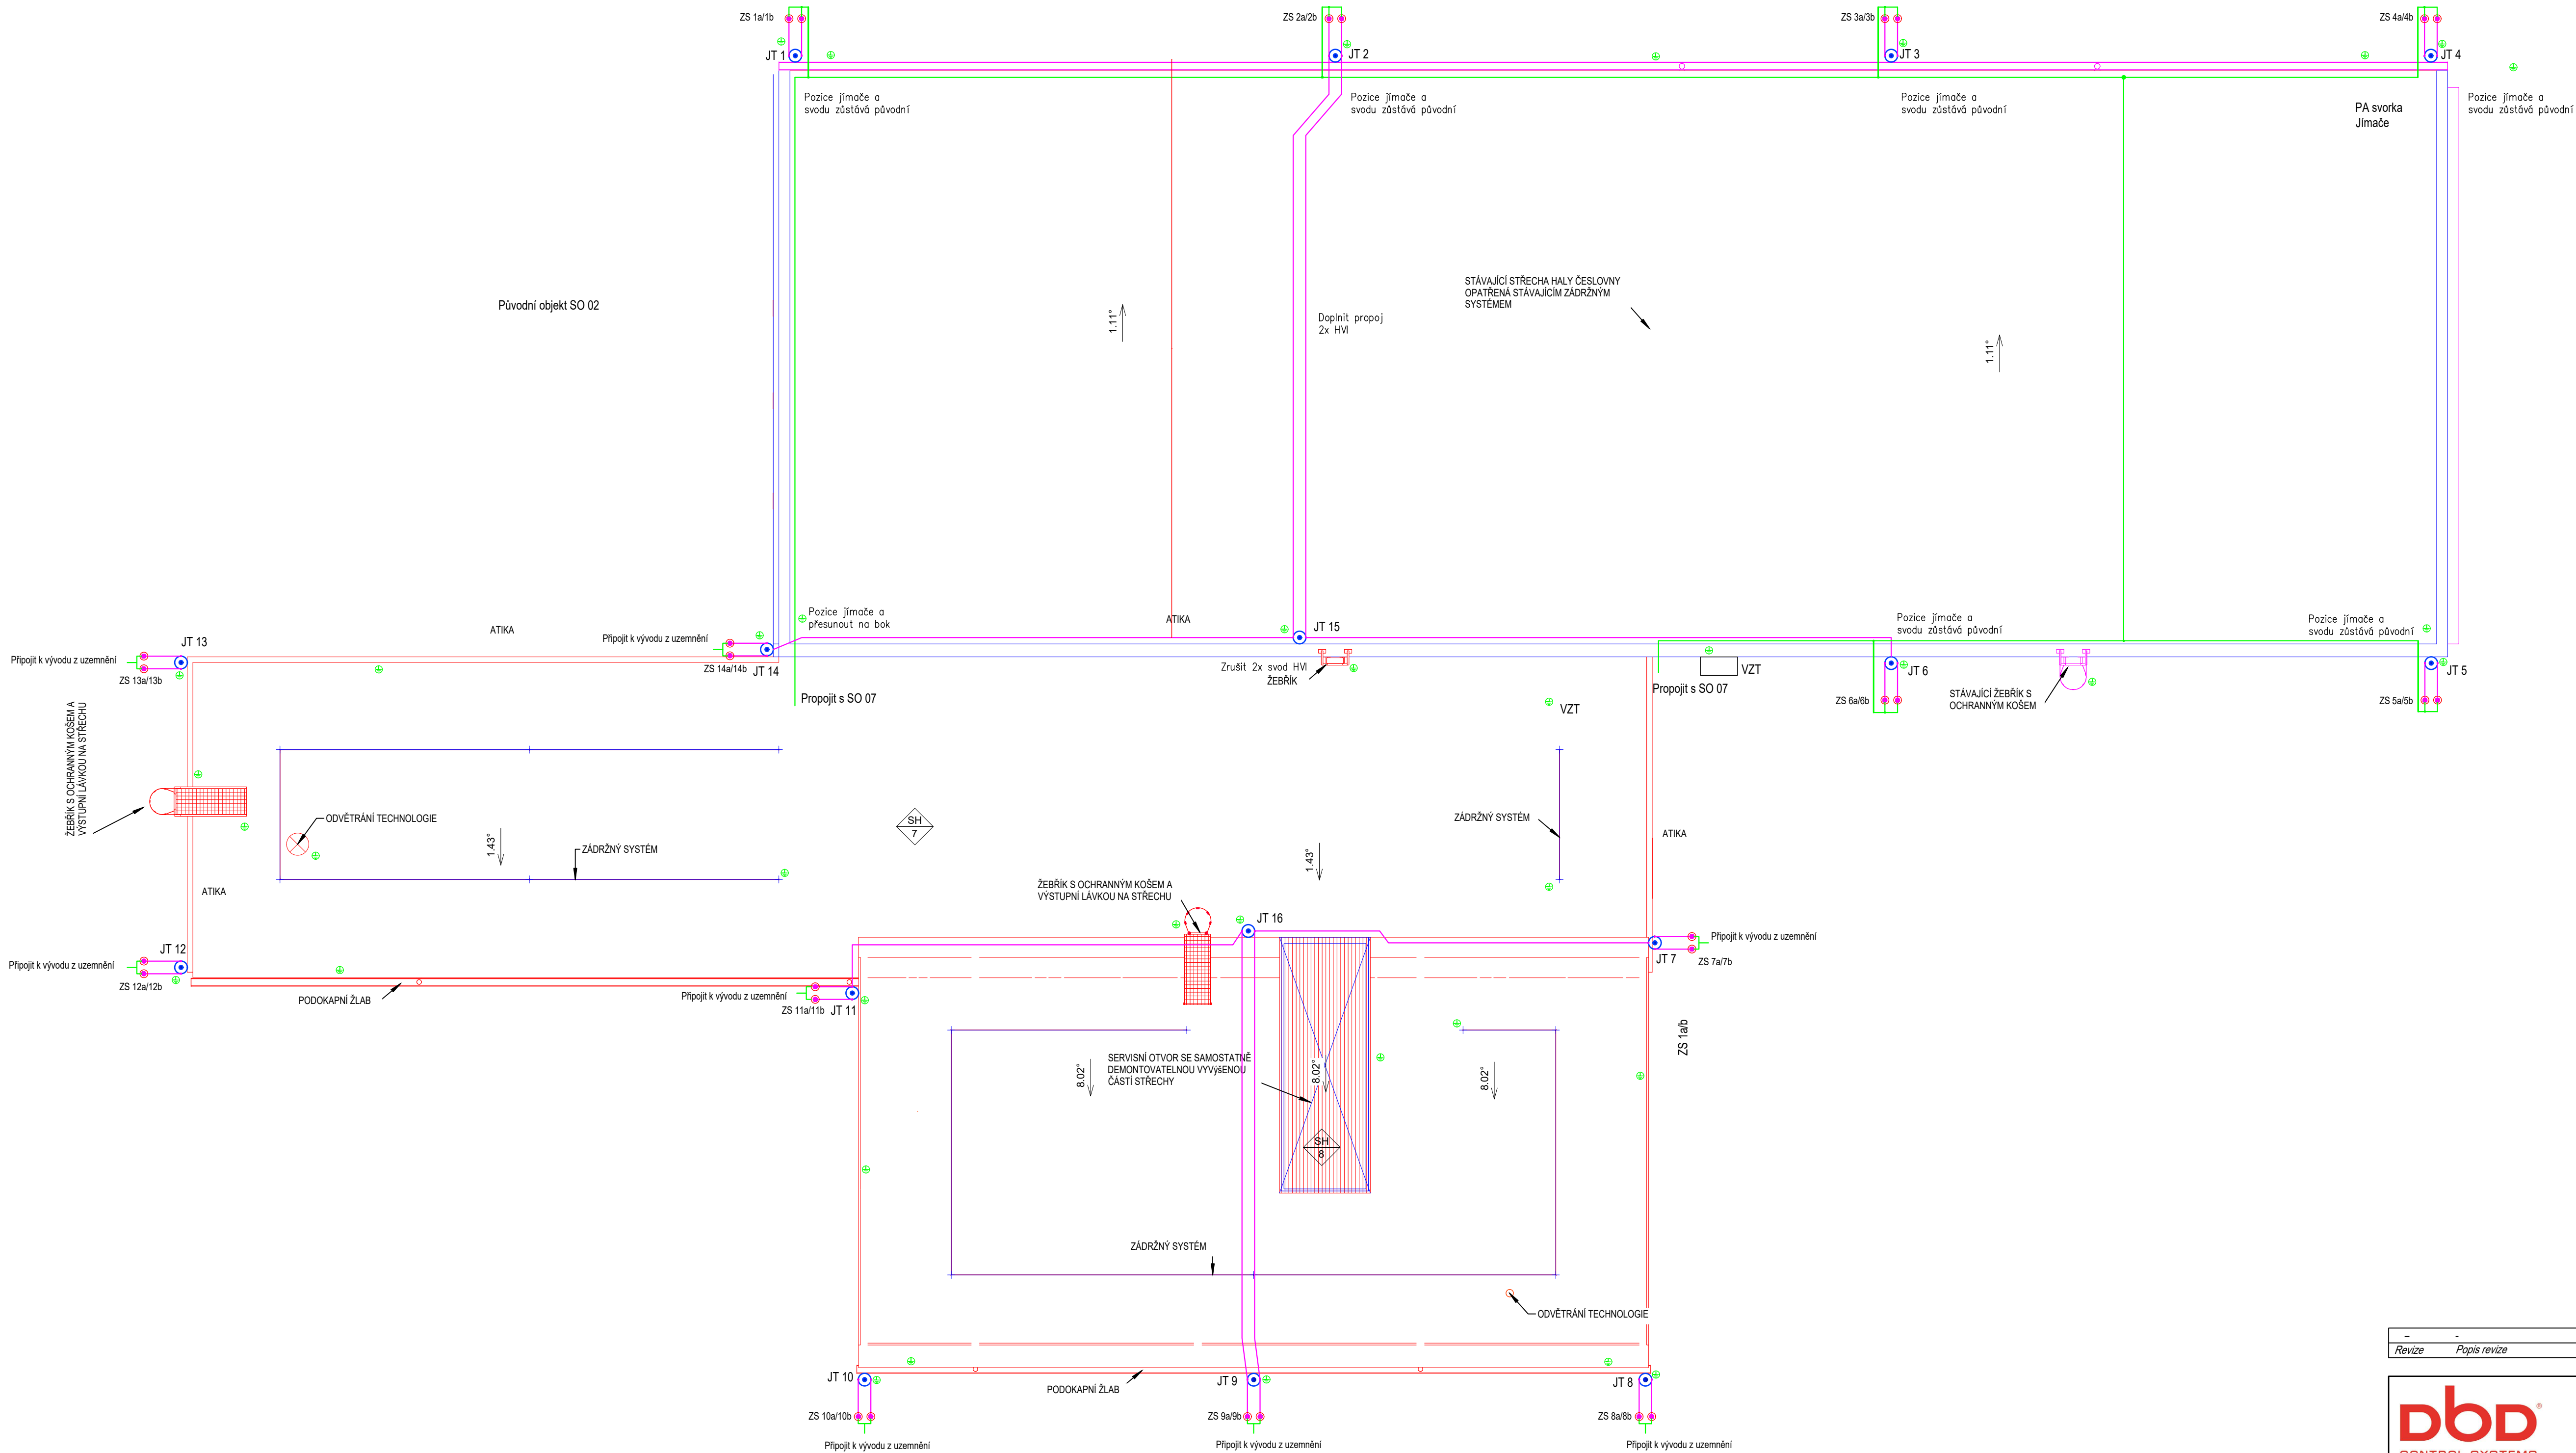 ZS 1a/1b
ZS 2a/2b
ZS 3a/3b
ZS 4a/4b
JT 1
JT 2
JT 3
JT 4
Pozice jímače a
svodu zůstává původní
Pozice jímače a
svodu zůstává původní
Pozice jímače a
svodu zůstává původní
PA svorka
Jímače
Pozice jímače a
svodu zůstává původní
Původní objekt SO 02
1.11°
STÁVAJÍCÍ STŘECHA HALY ČESLOVNY
OPATŘENÁ STÁVAJÍCÍM ZÁDRŽNÝM
SYSTÉMEM
Doplnit propoj
2x HVI
1.11°
Pozice jímače a
přesunout na bok
ATIKA
JT 15
Pozice jímače a
svodu zůstává původní
Pozice jímače a
svodu zůstává původní
ATIKA
JT 13
Připojit k vývodu z uzemnění
Připojit k vývodu z uzemnění
ZS 13a/13b
ZS 14a/14b
JT 14
Zrušit 2x svod HVI
ŽEBŘÍK
VZT
JT 6
JT 5
Propojit s SO 07
Propojit s SO 07
STÁVAJÍCÍ ŽEBŘÍK S
OCHRANNÝM KOŠEM
ZS 6a/6b
ZS 5a/5b
VZT
ŽEBŘÍK S OCHRANNÝM KOŠEM A
VÝSTUPNÍ LÁVKOU NA STŘECHU
ODVĚTRÁNÍ TECHNOLOGIE
1.43°
ZÁDRŽNÝ SYSTÉM
SH
7
1.43°
ZÁDRŽNÝ SYSTÉM
ATIKA
ATIKA
ŽEBŘÍK S OCHRANNÝM KOŠEM A
VÝSTUPNÍ LÁVKOU NA STŘECHU
JT 16
JT 12
Připojit k vývodu z uzemnění
ZS 12a/12b
PODOKAPNÍ ŽLAB
Připojit k vývodu z uzemnění
ZS 11a/11b
JT 11
Připojit k vývodu z uzemnění
JT 7
ZS 7a/7b
ZS 1a/b
8.02°
SERVISNÍ OTVOR SE SAMOSTATNĚ
DEMONTOVATELNOU VYVýšENOU
ČÁSTÍ STŘECHY
8.02°
8.02°
SH
8
ZÁDRŽNÝ SYSTÉM
ODVĚTRÁNÍ TECHNOLOGIE
JT 10
PODOKAPNÍ ŽLAB
JT 9
JT 8
ZS 10a/10b
ZS 9a/9b
ZS 8a/8b
Připojit k vývodu z uzemnění
Připojit k vývodu z uzemnění
Připojit k vývodu z uzemnění
– -
Revize Popis revize
DbD®
CONTROL SYSTEMS